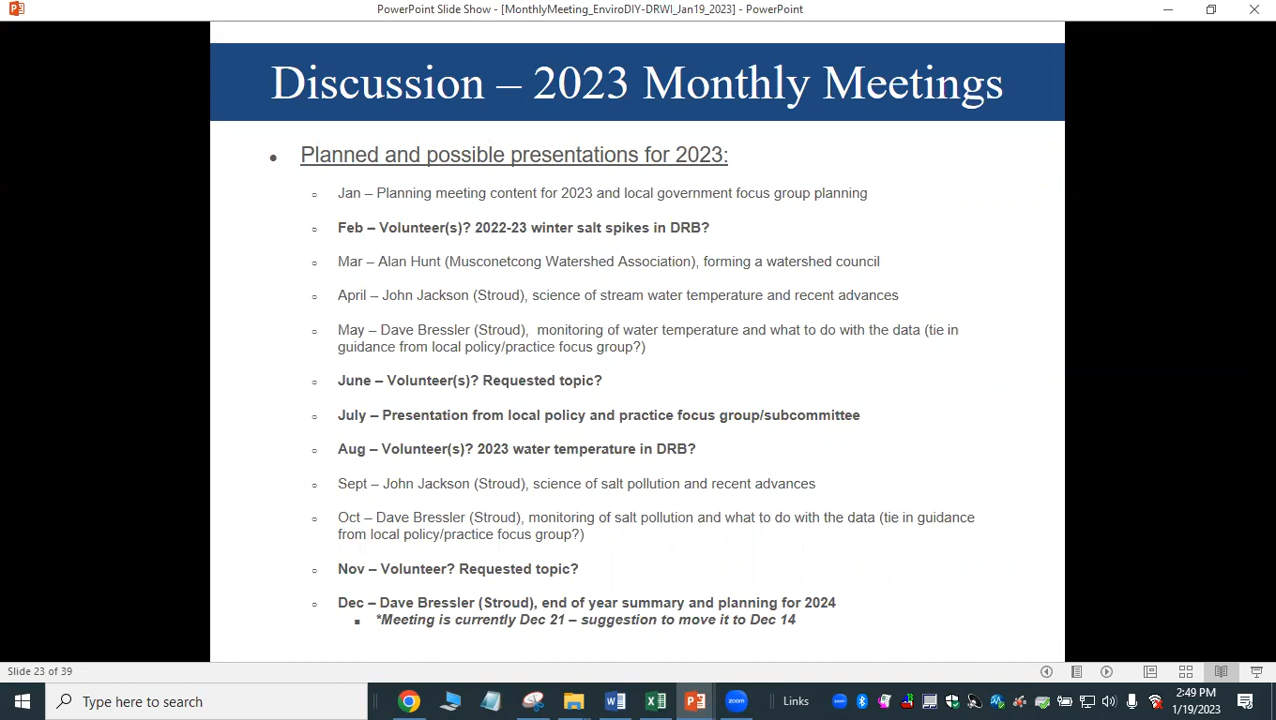 PowerPoint Slide Show - [MonthlyMeeting_EnviroDIY-DRWI_Jan19_2023] - PowerPoint
Discussion – 2023 Monthly Meetings
Planned and possible presentations for 2023:
Jan – Planning meeting content for 2023 and local government focus group planning
Feb – Volunteer(s)? 2022-23 winter salt spikes in DRB?
Mar – Alan Hunt (Musconetcong Watershed Association), forming a watershed council
April – John Jackson (Stroud), science of stream water temperature and recent advances
May – Dave Bressler (Stroud), monitoring of water temperature and what to do with the data (tie in
guidance from local policy/practice focus group?)
June – Volunteer(s)? Requested topic?
July – Presentation from local policy and practice focus group/subcommittee
Aug – Volunteer(s)? 2023 water temperature in DRB?
Sept – John Jackson (Stroud), science of salt pollution and recent advances
Oct – Dave Bressler (Stroud), monitoring of salt pollution and what to do with the data (tie in guidance
from local policy/practice focus group?)
Nov – Volunteer? Requested topic?
Dec – Dave Bressler (Stroud), end of year summary and planning for 2024
*Meeting is currently Dec 21 – suggestion to move it to Dec 14
Slide 23 of 39
Type here to search
zoom
Links
2:49 PM
1/19/2023